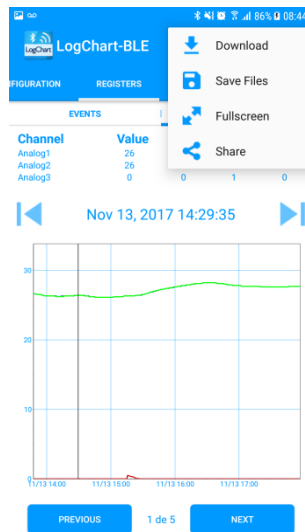 86% 08:44
LogChart
LogChart-BLE
Download
Save Files
Fullscreen
Share
FIGURATION REGISTERS
EVENTS
Channel Value
Analog1 26
Analog2 26
Analog3 0 0 1 0
Nov 13, 2017 14:29:35
30
20
10
0
11/13 14:00 11/13 15:00 11/13 16:00 11/13 17:00
PREVIOUS 1 de 5 NEXT